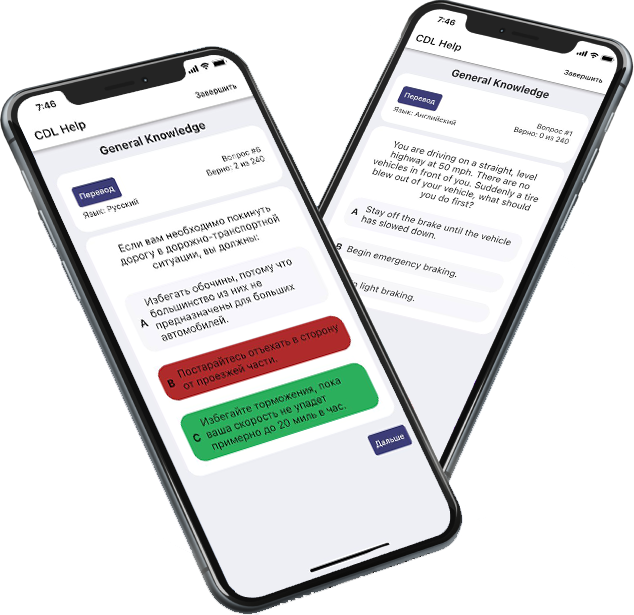 7:46
Завершить
CDL Help
General Knowledge
Вопрос #6
Верно: 2 из 240
Перевод
Язык: Русский
Если вам необходимо покинуть
дорогу в дорожно-транспортной
ситуации, вы должны:
Избегать обочины, потому что
большинство из них не
предназначены для больших
A автомобилей.
B Постарайтесь отъехать в сторону
от проезжей части.
Избегайте торможения, пока
C ваша скорость не упадет
примерно до 20 миль в час.
Дальше
7:46
CDL Help
Завершить
General Knowledge
Перевод
Язык: Английский
Вопрос #1
Верно: 0 из 240
You are driving on a straight, level
highway at 50 mph. There are no
vehicles in front of you. Suddenly a tire
blew out of your vehicle, what should
you do first?
A Stay off the brake until the vehicle
has slowed down.
B Begin emergency braking.
light braking.